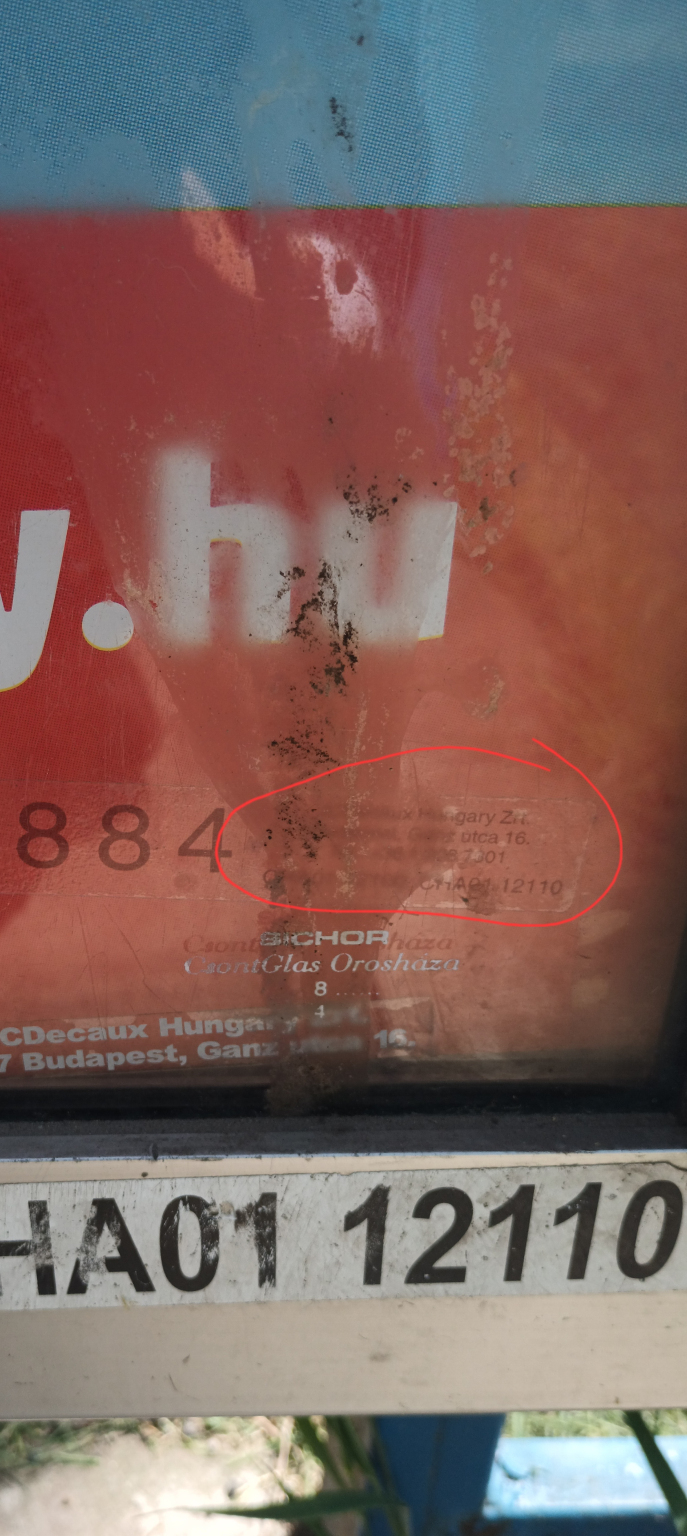 y.hu
884
Hungary Zrt.
Ganz utca 16.
CHA01 12110
SICHOR
CsontGlas Orosháza
8
4
CDecaux Hungary
7 Budapest, Ganz utca 16.
HA01 12110